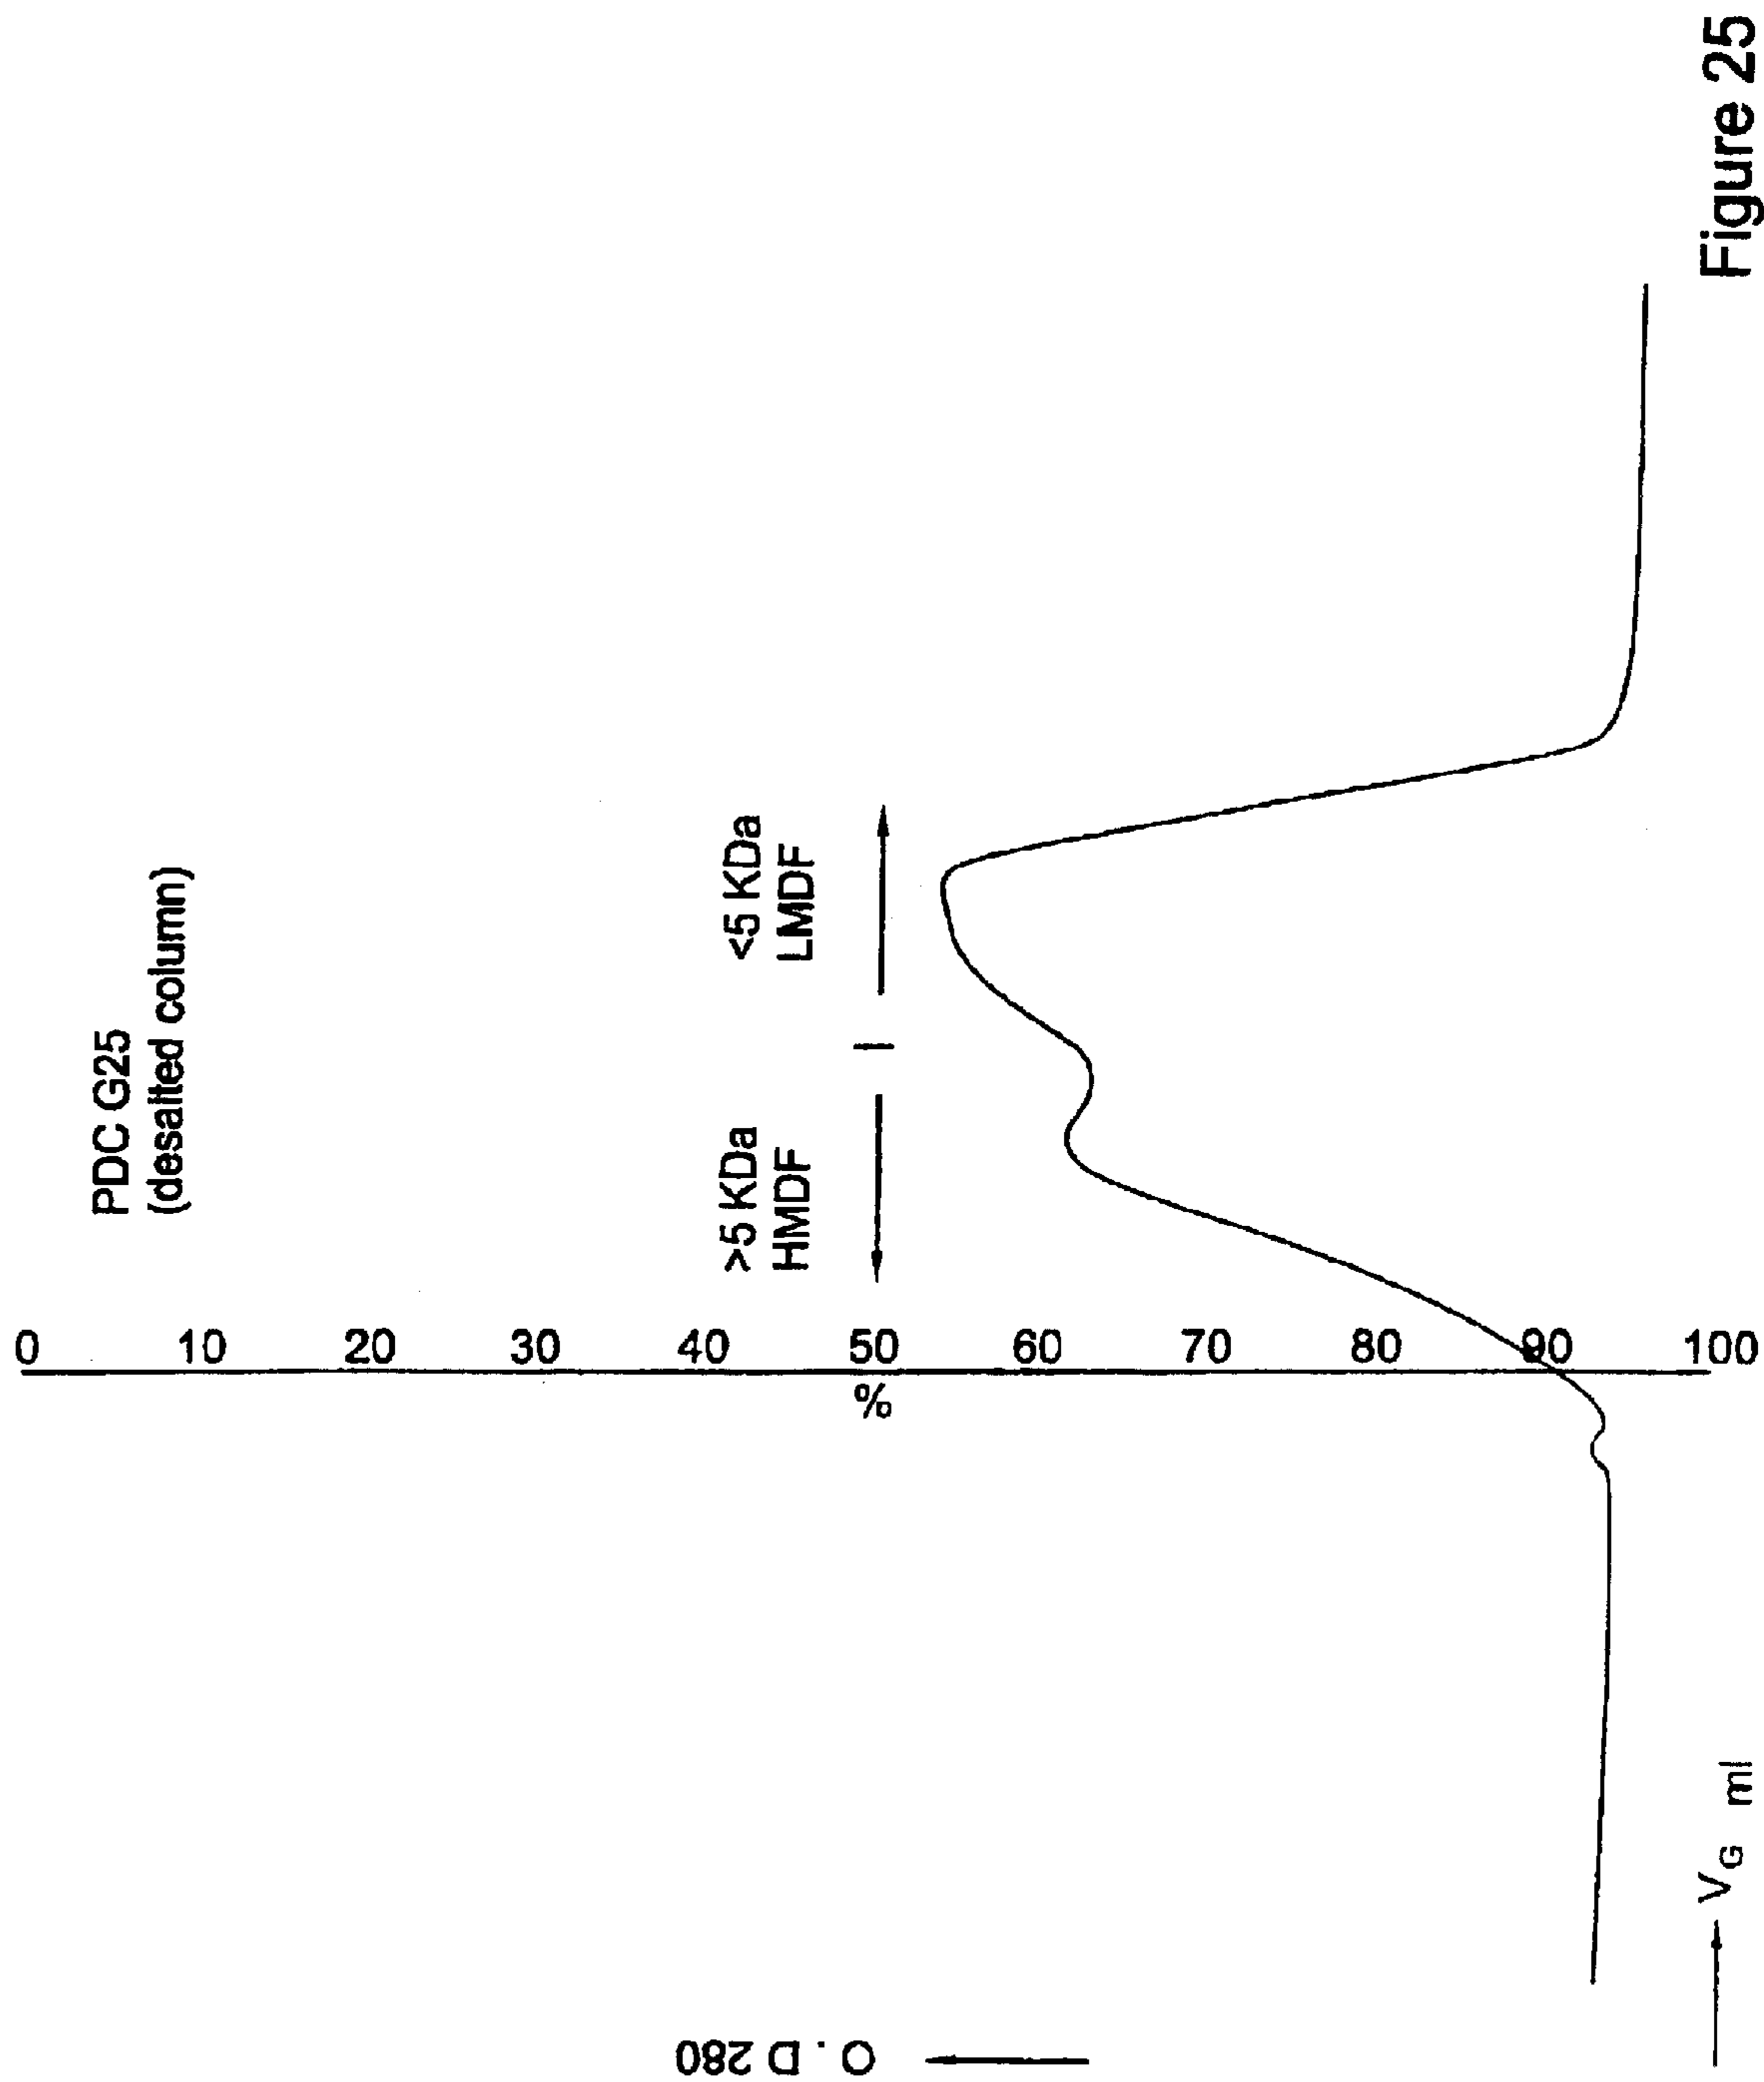 PDC G25
(desalted column)
>5 KDa
HMDF
<5 KDa
LMDF
0
10
20
30
40
50
%
60
70
80
90
100
O . D 280
VG ml
Figure 25